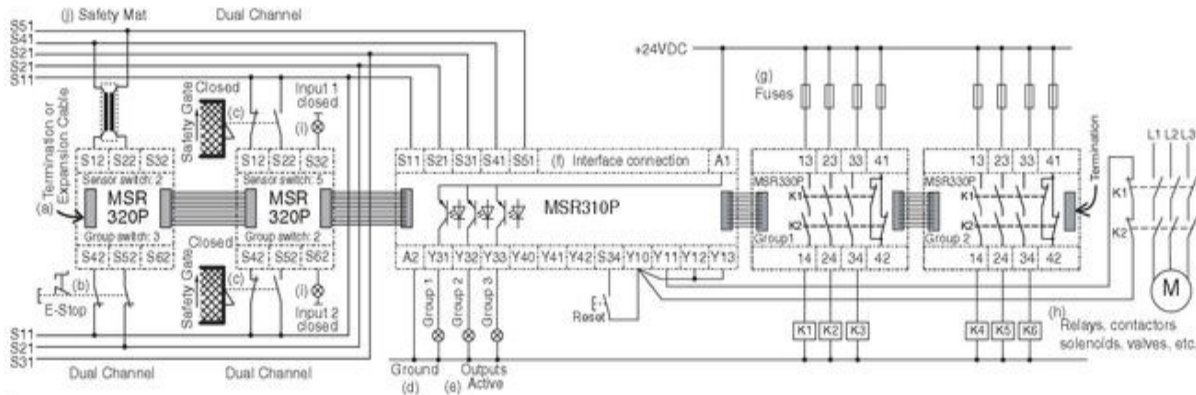 (j) Safety Mat
Dual Channel
S51
S41
S21
S21
S11
+24VDC
(g)
Fuses
(a)
Termination or
Expansion Cable
Closed
Safety Gate
(c)
Input 1
closed
(i)
S12 S22 S32
Sensor switch: 2
MSR
320P
Group switch: 3
S42 S52 S62
S12 S22 S32
Sensor switch: 5
MSR
320P
Group switch: 2
S42 S52 S62
S11 S21 S31 S41 S51 (f) Interface connection A1
MSR310P
A2 Y31 Y32 Y33 Y40 Y41 Y42 S34 Y10 Y11 Y12 Y13
13 23 33 41
MSR330P
K1
K2
Group1
14 24 34 42
13 23 33 41
MSR330P
K1
K2
Group 2
14 24 34 42
Termination
L1 L2 L3
K1
K2
M
(b)
E-Stop
Closed
Safety Gate
(c)
(i)
Input 2
closed
Group 1
Group 2
Group 3
Reset
K1 K2 K3
K4 K5 K6
(h)
Relays, contactors
solenoids, valves, etc.
S11
S21
S31
Dual Channel
Dual Channel
Ground
(d)
(e)
Outputs
Active